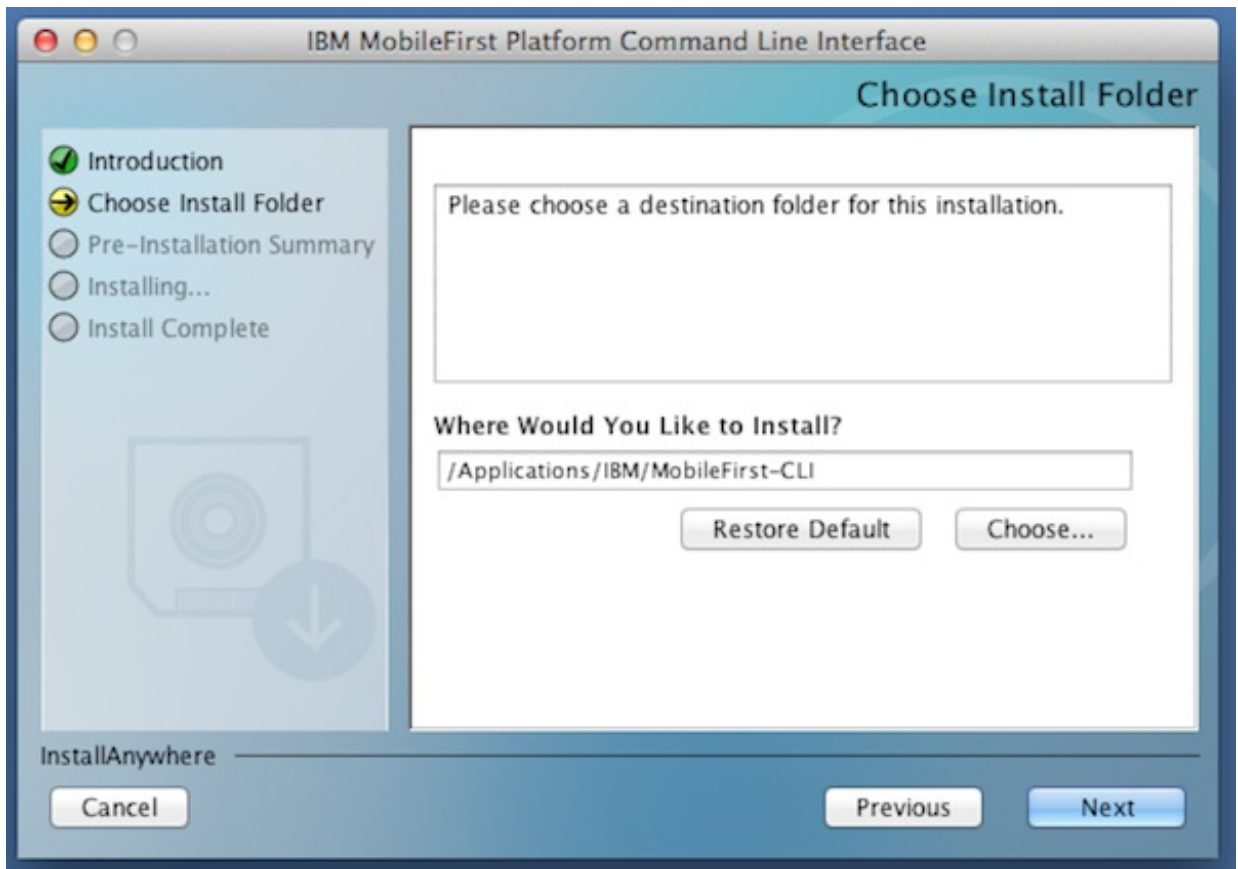 IBM MobileFirst Platform Command Line Interface
Choose Install Folder
Introduction
Choose Install Folder
Pre-Installation Summary
Installing...
Install Complete
Please choose a destination folder for this installation.
Where Would You Like to Install?
/Applications/IBM/MobileFirst-CLI
Restore Default
Choose...
InstallAnywhere
Cancel
Previous
Next